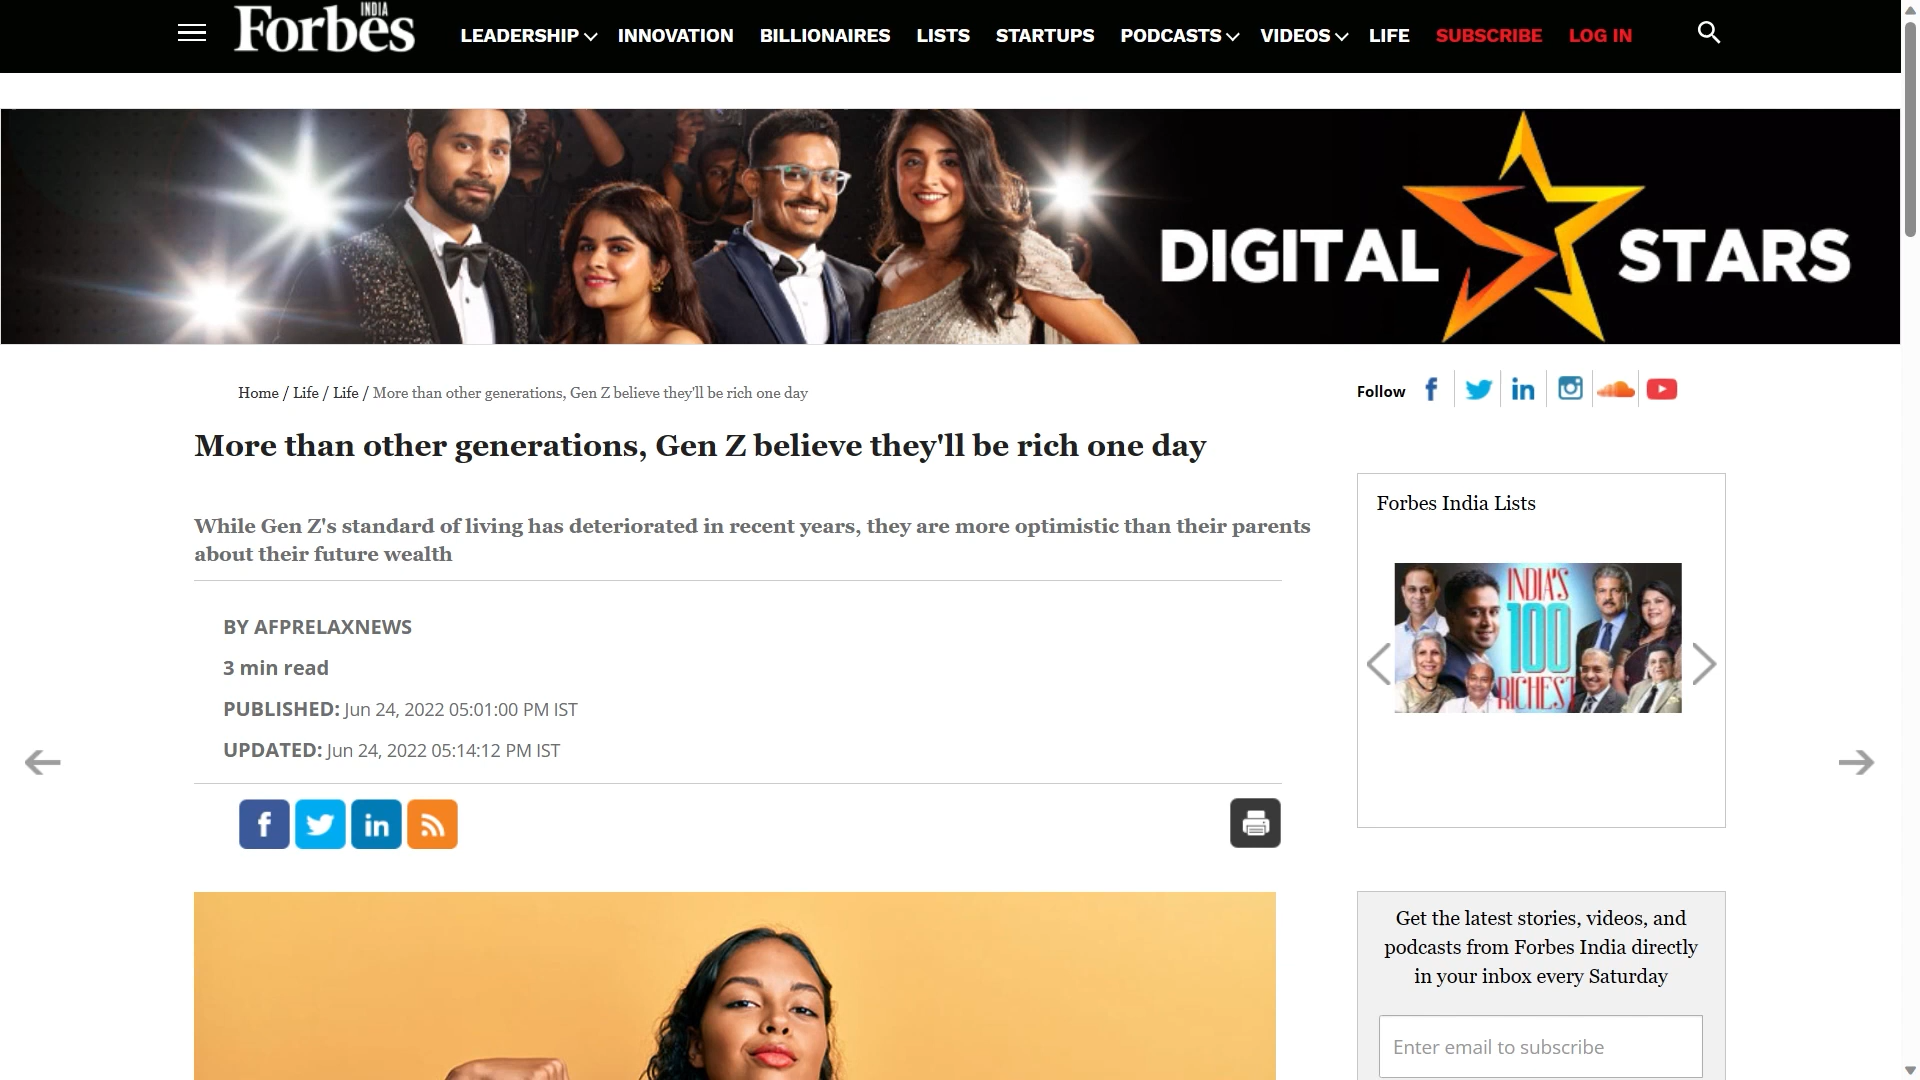 Forbes
INDIA
LEADERSHIP INNOVATION BILLIONAIRES LISTS STARTUPS PODCASTS VIDEOS LIFE SUBSCRIBE LOG IN
DIGITAL STARS
Home / Life / Life / More than other generations, Gen Z believe they'll be rich one day
Follow
More than other generations, Gen Z believe they'll be rich one day
While Gen Z's standard of living has deteriorated in recent years, they are more optimistic than their parents
about their future wealth
BY AFPRELAXNEWS
3 min read
PUBLISHED: Jun 24, 2022 05:01:00 PM IST
UPDATED: Jun 24, 2022 05:14:12 PM IST
Forbes India Lists
INDIA'S
100
RICHEST
Get the latest stories, videos, and
podcasts from Forbes India directly
in your inbox every Saturday
Enter email to subscribe